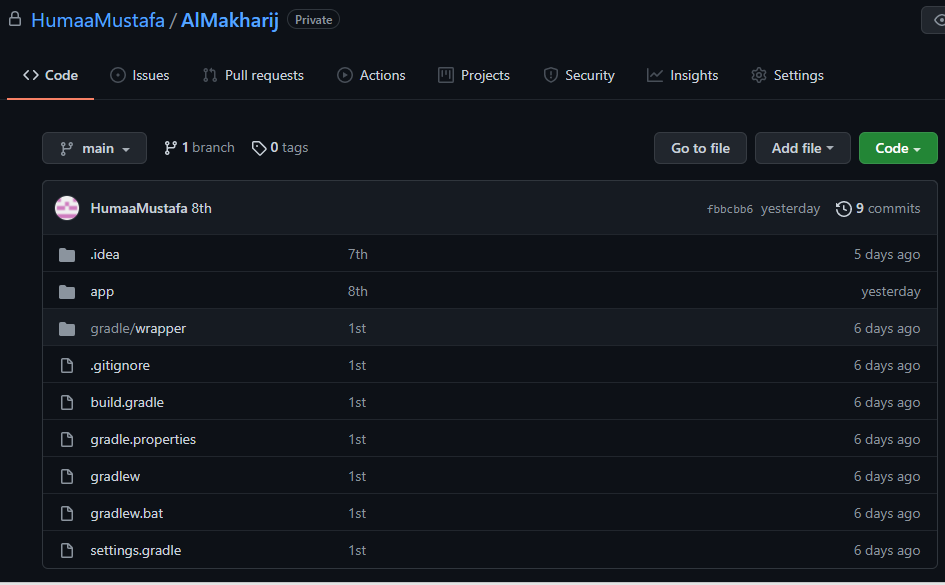 HumaaMustafa / AlMakharij Private
Code Issues Pull requests Actions Projects Security Insights Settings
main 1 branch 0 tags Go to file Add file Code
HumaaMustafa 8th fbbcbb6 yesterday 9 commits
.idea 7th 5 days ago
app 8th yesterday
gradle/wrapper 1st 6 days ago
.gitignore 1st 6 days ago
build.gradle 1st 6 days ago
gradle.properties 1st 6 days ago
gradlew 1st 6 days ago
gradlew.bat 1st 6 days ago
settings.gradle 1st 6 days ago